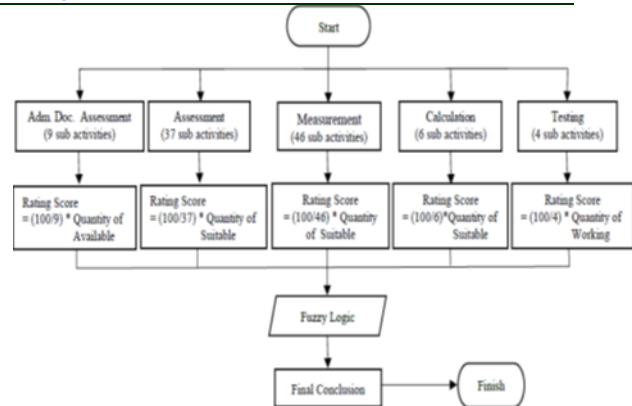 Start
Adm. Doc. Assessment
(9 sub activities)
Assessment
(37 sub activities)
Measurement
(46 sub activities)
Calculation
(6 sub activities)
Testing
(4 sub activities)
Rating Score
= (100/9) * Quantity of
Available
Rating Score
= (100/37) * Quantity of
Suitable
Rating Score
= (100/46) * Quantity
of Suitable
Rating Score
= (100/6)*Quantity of
Suitable
Rating Score
= (100/4) * Quantity of
Working
Fuzzy Logic
Final Conclusion
Finish